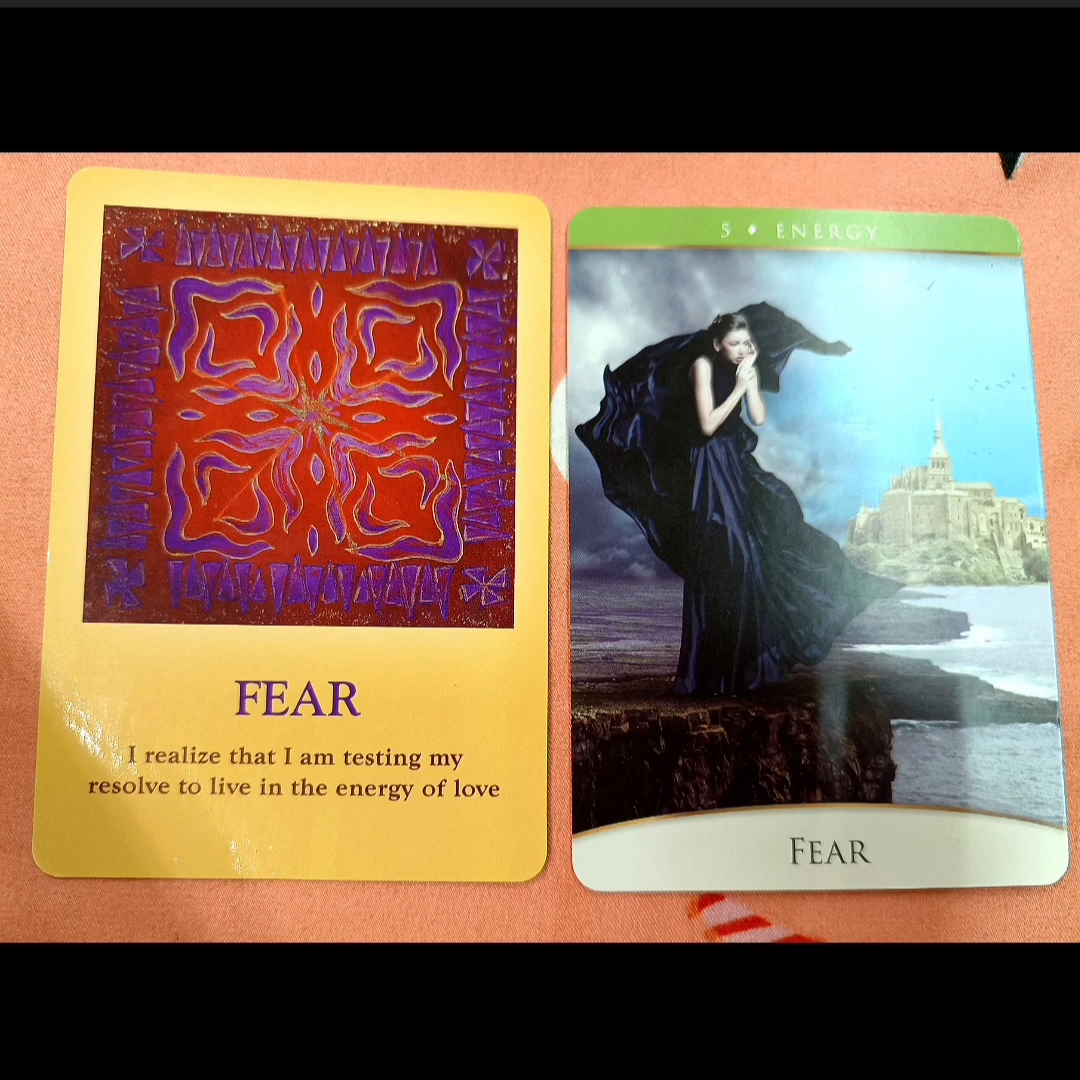 FEAR
I realize that I am testing my
resolve to live in the energy of love
5 ♦ ENERGY
FEAR